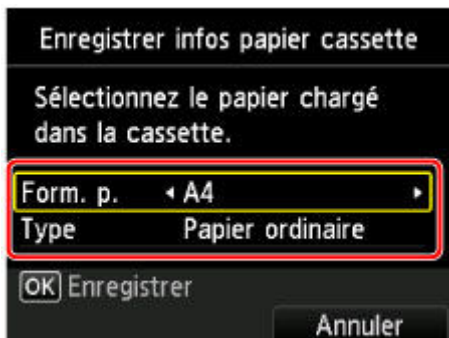 Enregistrer infos papier cassette
Sélectionnez le papier chargé
dans la cassette.
Form. p. A4
Type Papier ordinaire
OK Enregistrer
Annuler